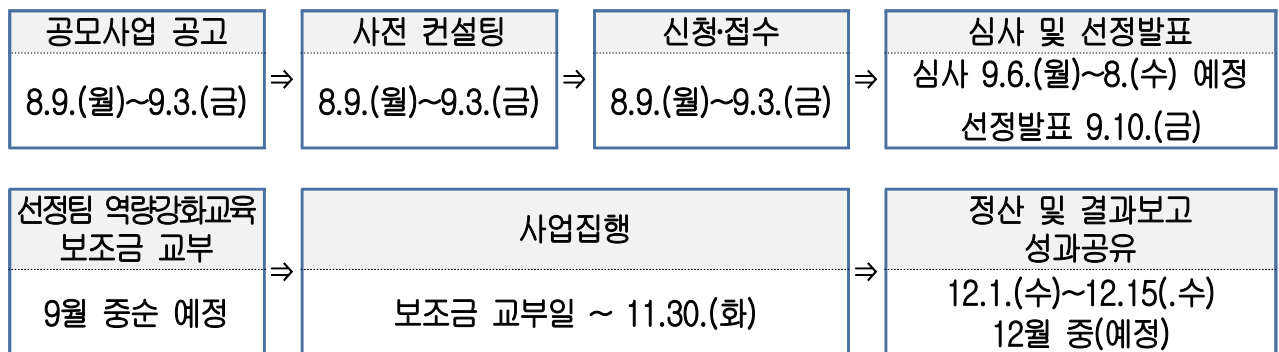 공모사업 공고
8.9.(월)~9.3.(금)
⇒
사전 컨설팅
8.9.(월)~9.3.(금)
⇒
신청·접수
8.9.(월)~9.3.(금)
⇒
심사 및 선정발표
심사 9.6.(월)~8.(수) 예정
선정발표 9.10.(금)
선정팀 역량강화교육
보조금 교부
9월 중순 예정
⇒
사업집행
보조금 교부일 ~ 11.30.(화)
⇒
정산 및 결과보고
성과공유
12.1.(수)~12.15(.수)
12월 중(예정)